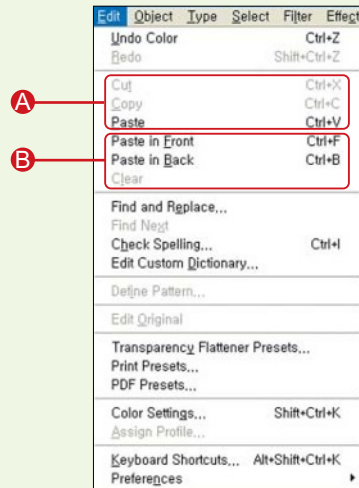 Edit Object Type Select Filter Effect
Undo Color Ctrl+Z
Redo Shift+Ctrl+Z
Cut Ctrl+X
Copy Ctrl+C
Paste Ctrl+V
Paste in Front Ctrl+F
Paste in Back Ctrl+B
Clear
Find and Replace...
Find Next
Check Spelling... Ctrl+I
Edit Custom Dictionary...
Define Pattern...
Edit Original
Transparency Flattener Presets...
Print Presets...
PDF Presets...
Color Settings... Shift+Ctrl+K
Assign Profile...
Keyboard Shortcuts... Alt+Shift+Ctrl+K
Preferences
A
B